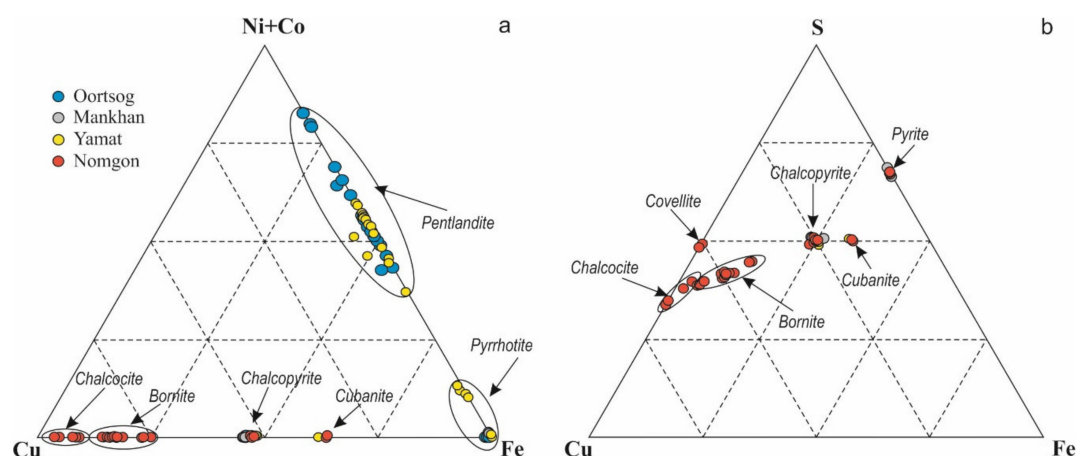 Ni+Co
a
Oortsog
Mankhan
Yamat
Nomgon
Pentlandite
Pyrrhotite
Chalcocite
Bornite
Chalcopyrite
Cubanite
Cu
Fe
S
b
Pyrite
Chalcopyrite
Covellite
Chalcocite
Cubanite
Bornite
Cu
Fe